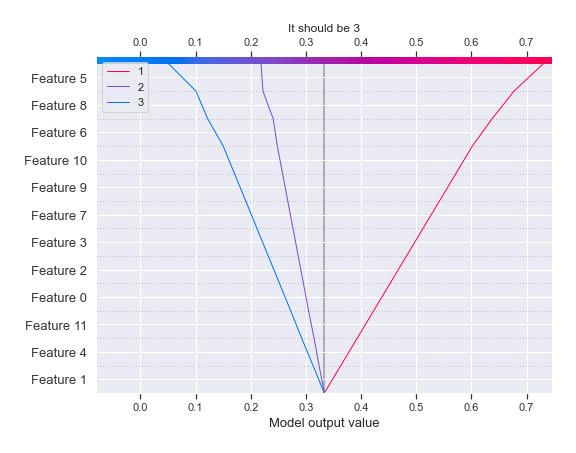 It should be 3
0.0 0.1 0.2 0.3 0.4 0.5 0.6 0.7
1
2
3
Feature 5
Feature 8
Feature 6
Feature 10
Feature 9
Feature 7
Feature 3
Feature 2
Feature 0
Feature 11
Feature 4
Feature 1
0.0 0.1 0.2 0.3 0.4 0.5 0.6 0.7
Model output value